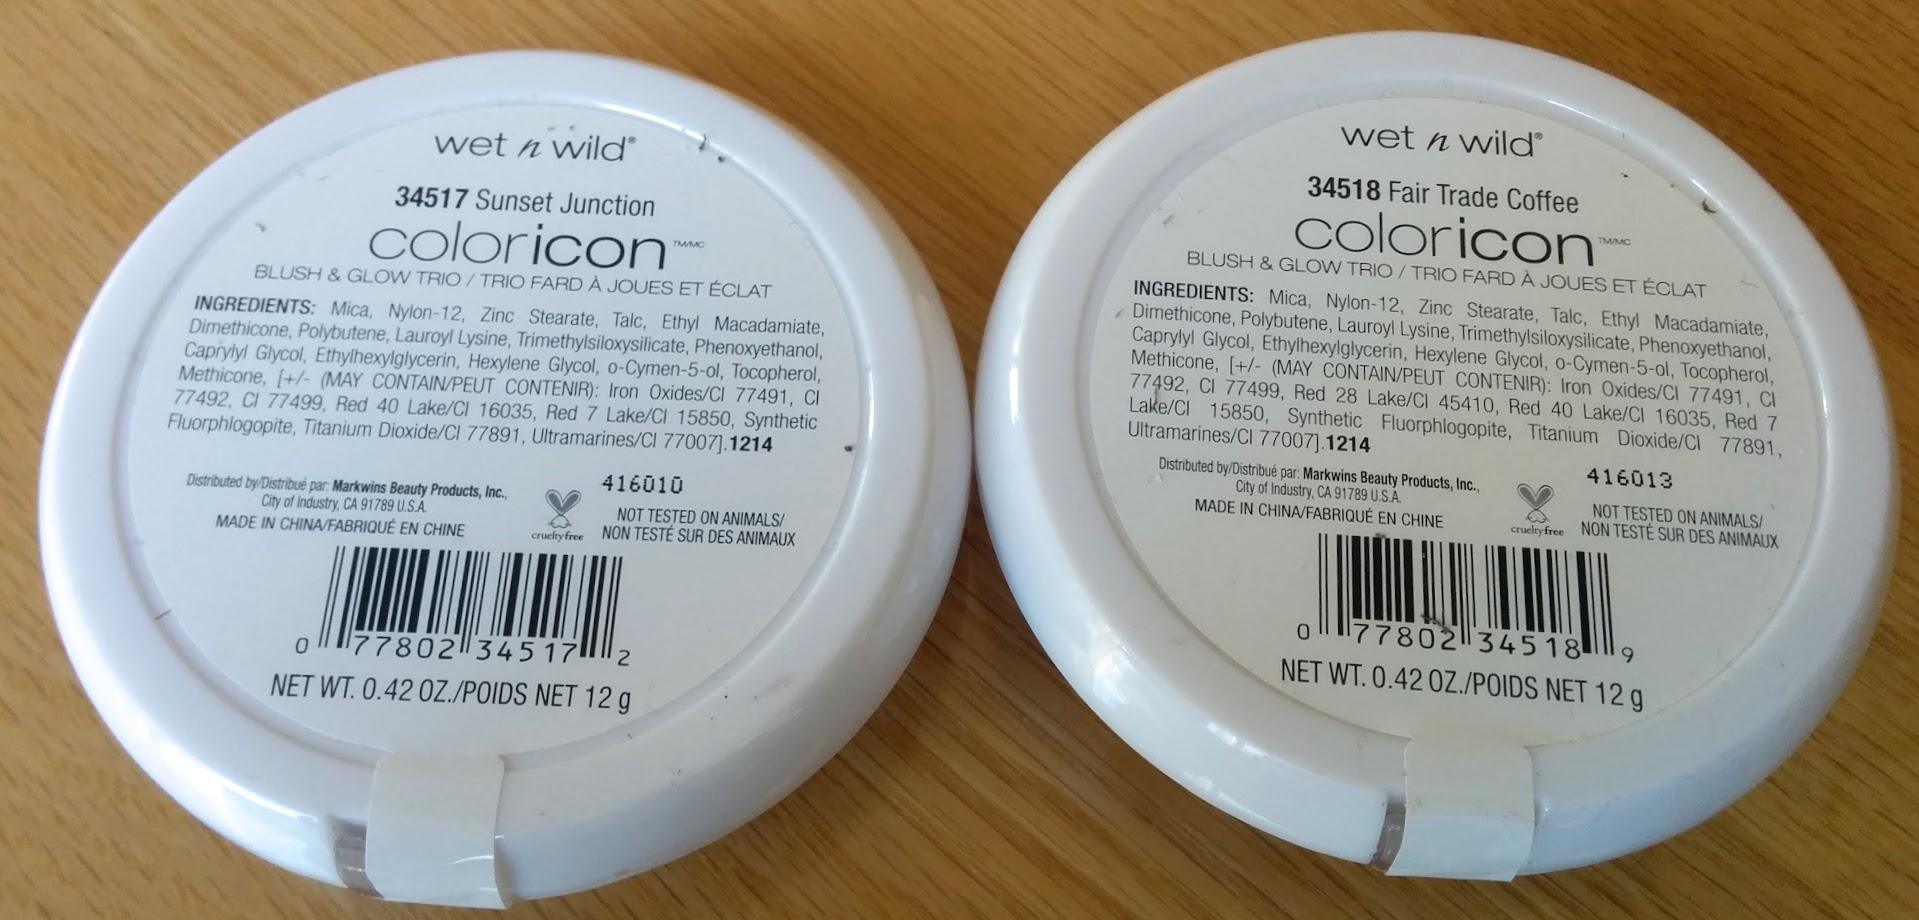 wet n wild®
34517 Sunset Junction
coloricon™/MC
BLUSH & GLOW TRIO / TRIO FARD À JOUES ET ÉCLAT
INGREDIENTS: Mica, Nylon-12, Zinc Stearate, Talc, Ethyl Macadamiate,
Dimethicone, Polybutene, Lauroyl Lysine, Trimethylsiloxysilicate, Phenoxyethanol,
Caprylyl Glycol, Ethylhexylglycerin, Hexylene Glycol, o-Cymen-5-ol, Tocopherol,
Methicone, [+/- (MAY CONTAIN/PEUT CONTENIR): Iron Oxides/CI 77491, CI
77492, CI 77499, Red 40 Lake/CI 16035, Red 7 Lake/CI 15850, Synthetic
Fluorphlogopite, Titanium Dioxide/CI 77891, Ultramarines/CI 77007].1214
Distributed by/Distribué par: Markwins Beauty Products, Inc.,
City of Industry, CA 91789 U.S.A.
MADE IN CHINA/FABRIQUÉ EN CHINE
crueltyfree
416010
NOT TESTED ON ANIMALS/
NON TESTÉ SUR DES ANIMAUX
0 77802 34517 2
NET WT. 0.42 OZ./POIDS NET 12 g
wet n wild®
34518 Fair Trade Coffee
coloricon™/MC
BLUSH & GLOW TRIO / TRIO FARD À JOUES ET ÉCLAT
INGREDIENTS: Mica, Nylon-12, Zinc Stearate, Talc, Ethyl Macadamiate,
Dimethicone, Polybutene, Lauroyl Lysine, Trimethylsiloxysilicate, Phenoxyethanol,
Caprylyl Glycol, Ethylhexylglycerin, Hexylene Glycol, o-Cymen-5-ol, Tocopherol,
Methicone, [+/- (MAY CONTAIN/PEUT CONTENIR): Iron Oxides/CI 77491, CI
77492, CI 77499, Red 28 Lake/CI 45410, Red 40 Lake/CI 16035, Red 7
Lake/CI 15850, Synthetic Fluorphlogopite, Titanium Dioxide/CI 77891,
Ultramarines/CI 77007].1214
Distributed by/Distribué par: Markwins Beauty Products, Inc.,
City of Industry, CA 91789 U.S.A.
MADE IN CHINA/FABRIQUÉ EN CHINE
crueltyfree
416013
NOT TESTED ON ANIMALS/
NON TESTÉ SUR DES ANIMAUX
0 77802 34518 9
NET WT. 0.42 OZ./POIDS NET 12 g